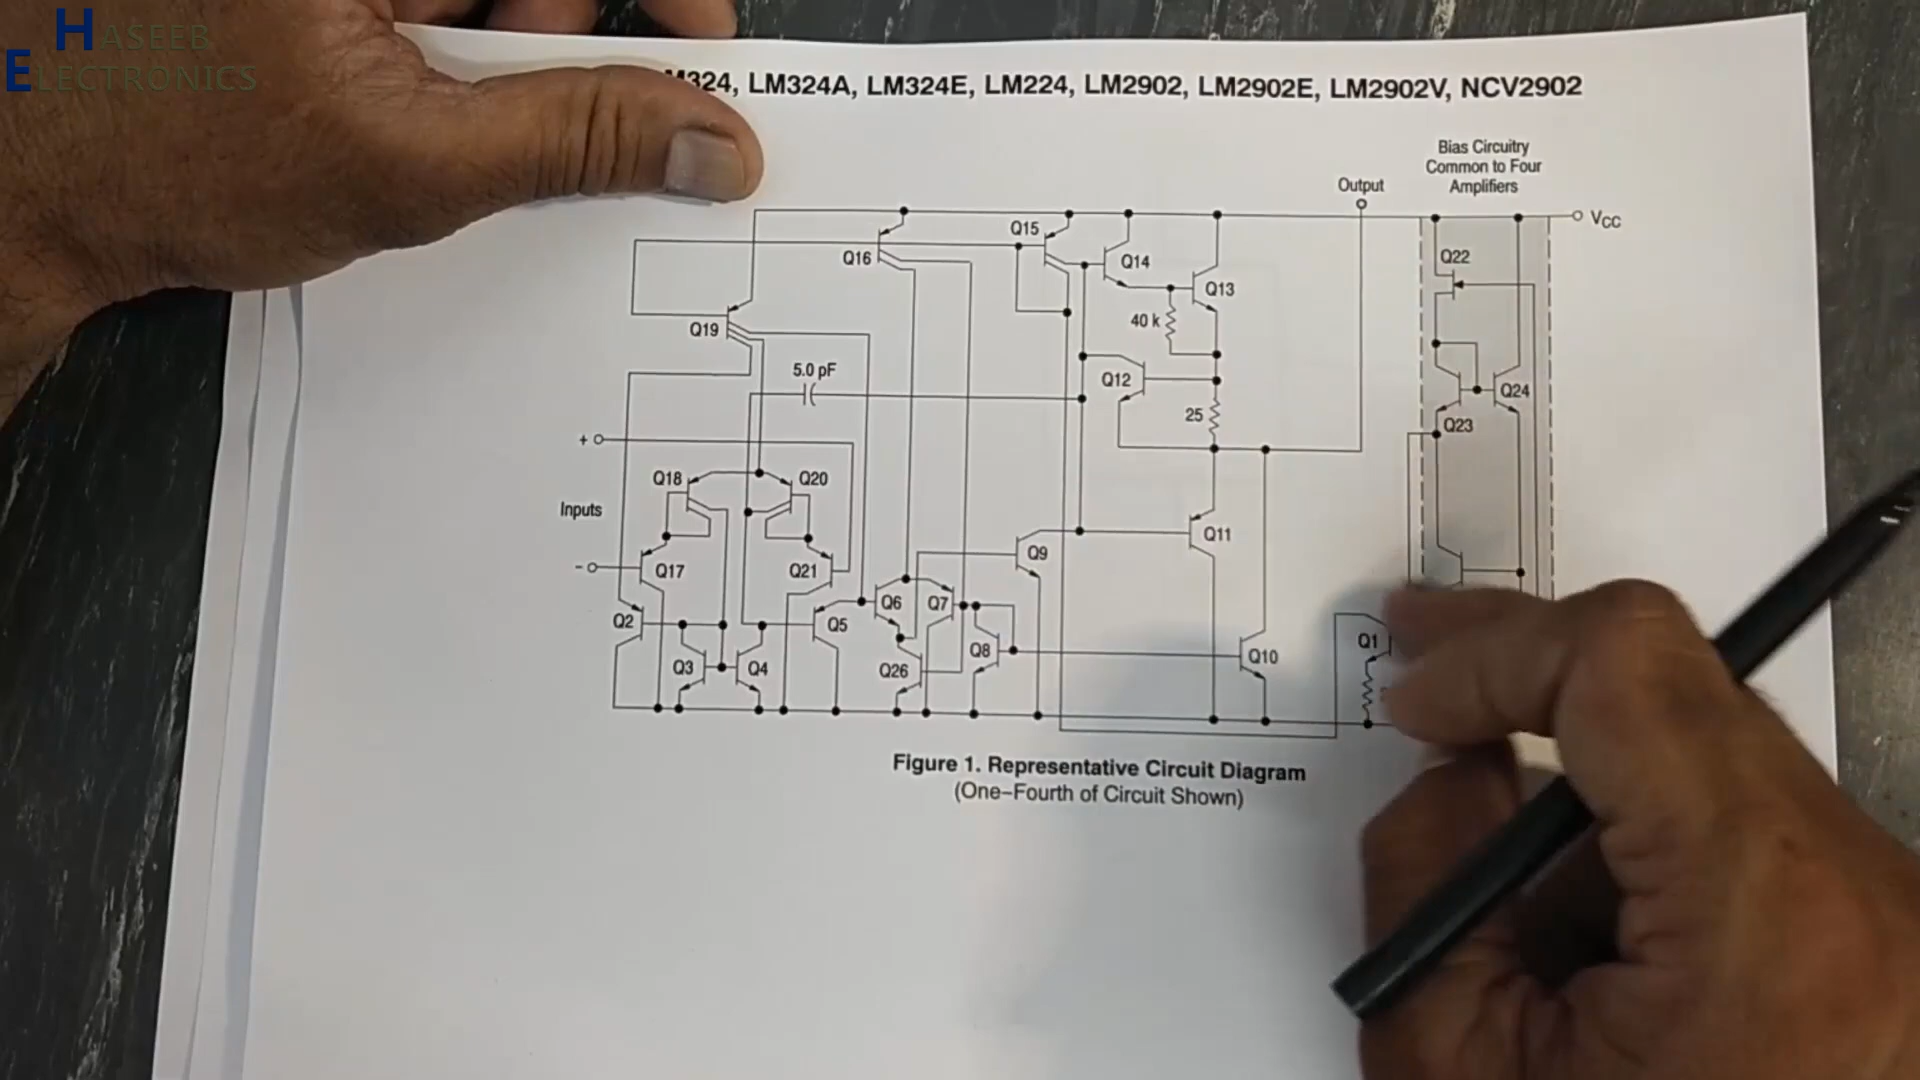 HASEEB
ELECTRONICS
M324, LM324A, LM324E, LM224, LM2902, LM2902E, LM2902V, NCV2902
Bias Circuitry
Common to Four
Amplifiers
Output
VCC
Q15
Q16
Q14
Q22
Q13
Q19
40 k
5.0 pF
Q12
Q24
25
Q23
+
Q18
Q20
Inputs
Q11
Q9
-
Q17
Q21
Q6
Q7
Q2
Q5
Q8
Q1
Q3
Q4
Q26
Q10
Figure 1. Representative Circuit Diagram
(One–Fourth of Circuit Shown)